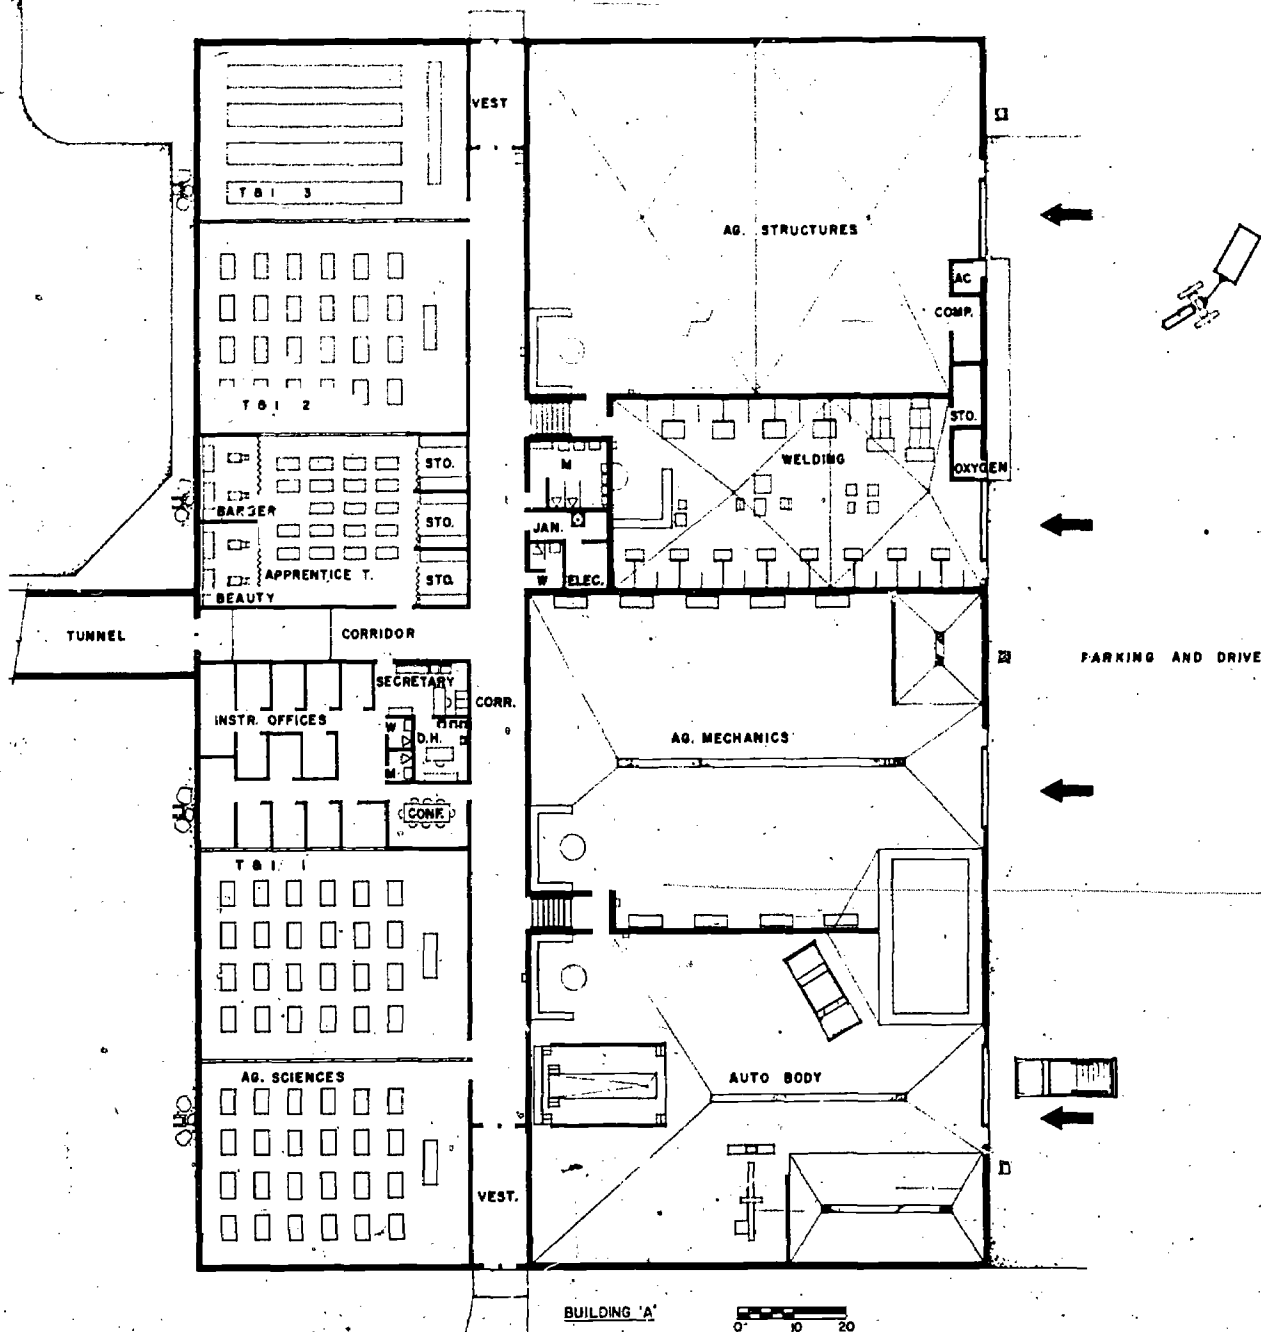 VEST
T & I 3
AG. STRUCTURES
AC
COMP.
T & I 2
STO.
WELDING
M
STO.
OXYGEN
BARBER
STO.
JAN.
APPRENTICE T.
STO.
W
ELEC.
BEAUTY
TUNNEL
CORRIDOR
PARKING AND DRIVE
SECRETARY
CORR.
INSTR. OFFICES
W
D.H.
AG. MECHANICS
M
CONF.
T & I 1
AG. SCIENCES
AUTO BODY
VEST.
BUILDING 'A'
0 10 20